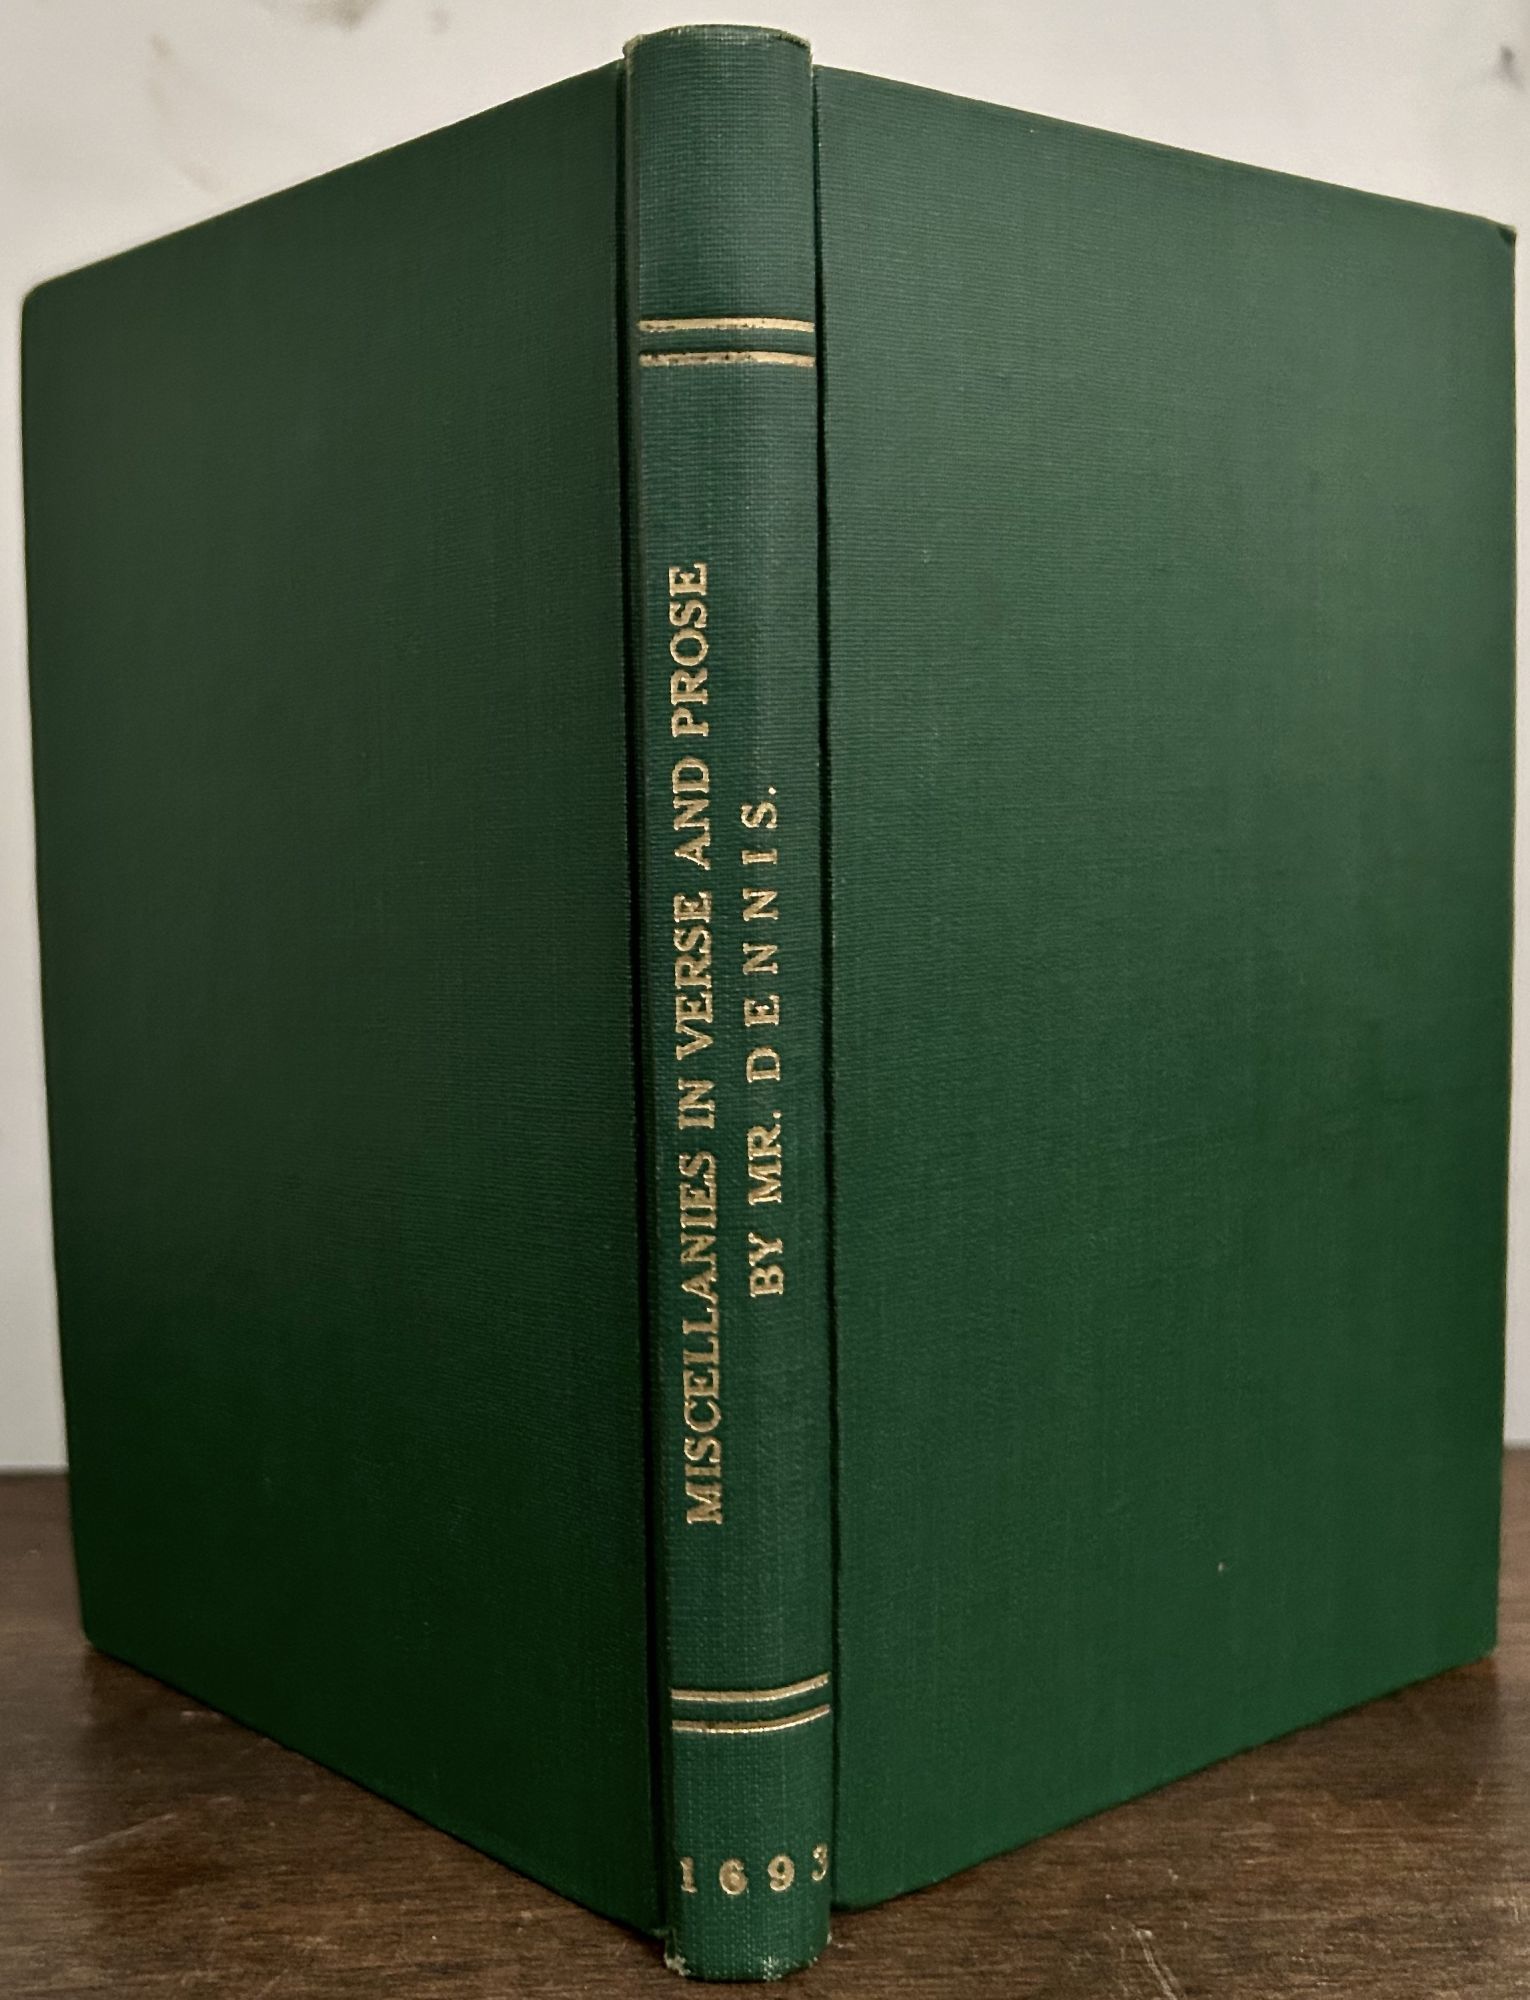 MISCELLANIES IN VERSE AND PROSE
BY MR. DENNIS.
1693